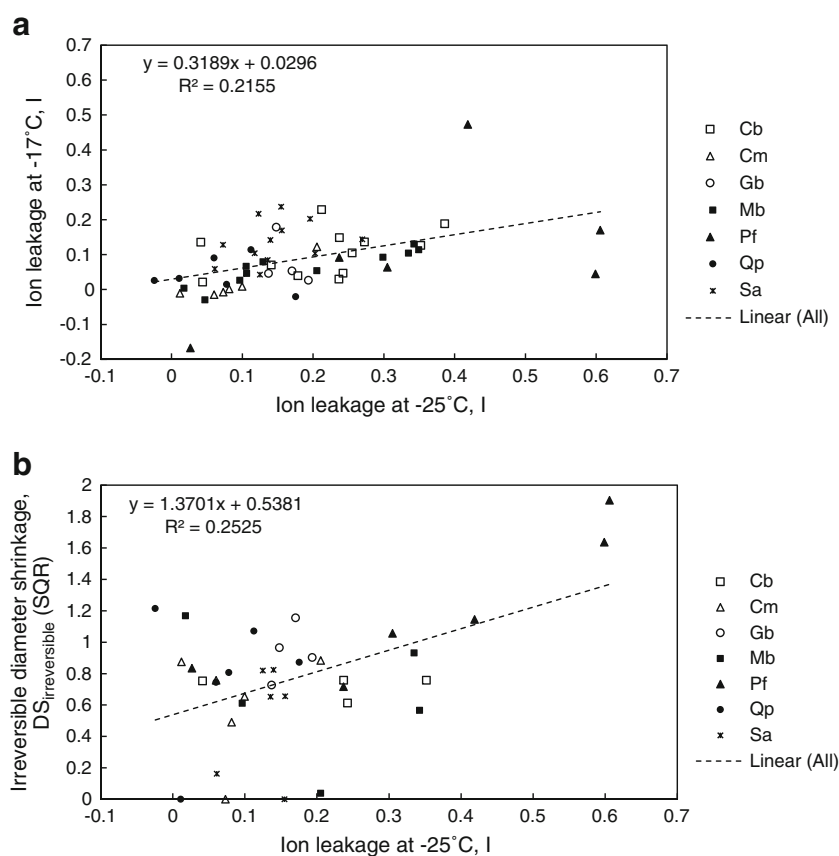 a
y = 0.3189x + 0.0296
R² = 0.2155
Ion leakage at -17˚C, I
0.7
0.6
0.5
0.4
0.3
0.2
0.1
0
-0.1
-0.2
-0.1
0
0.1
0.2
0.3
0.4
0.5
0.6
0.7
Ion leakage at -25˚C, I
Cb
Cm
Gb
Mb
Pf
Qp
Sa
Linear (All)
b
y = 1.3701x + 0.5381
R² = 0.2525
Irreversible diameter shrinkage,
DSirreversible (SQR)
2
1.8
1.6
1.4
1.2
1
0.8
0.6
0.4
0.2
0
-0.1
0
0.1
0.2
0.3
0.4
0.5
0.6
0.7
Ion leakage at -25˚C, I
Cb
Cm
Gb
Mb
Pf
Qp
Sa
Linear (All)